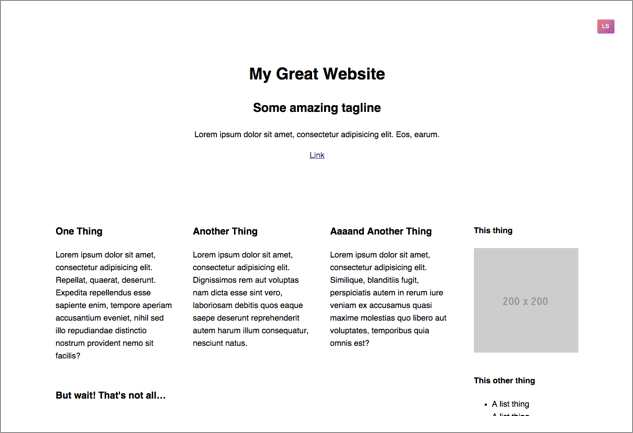 LS
My Great Website
Some amazing tagline
Lorem ipsum dolor sit amet, consectetur adipisicing elit. Eos, earum.
Link
One Thing
Lorem ipsum dolor sit amet,
consectetur adipisicing elit.
Repellat, quaerat, deserunt.
Expedita repellendus esse
sapiente enim, tempore aperiam
accusantium eveniet, nihil sed
illo repudiandae distinctio
nostrum provident nemo sit
facilis?
Another Thing
Lorem ipsum dolor sit amet,
consectetur adipisicing elit.
Dignissimos rem aut voluptas
nam dicta esse sint vero,
laboriosam debitis quos eaque
saepe deserunt reprehenderit
autem harum illum consequatur,
nesciunt natus.
Aaaand Another Thing
Lorem ipsum dolor sit amet,
consectetur adipisicing elit.
Similique, blanditiis fugit,
perspiciatis autem in rerum iure
veniam ex accusamus quasi
maxime molestias quo libero aut
voluptates, temporibus quia
omnis est?
But wait! That's not all…
This thing
200 x 200
This other thing
A list thing
A list thing